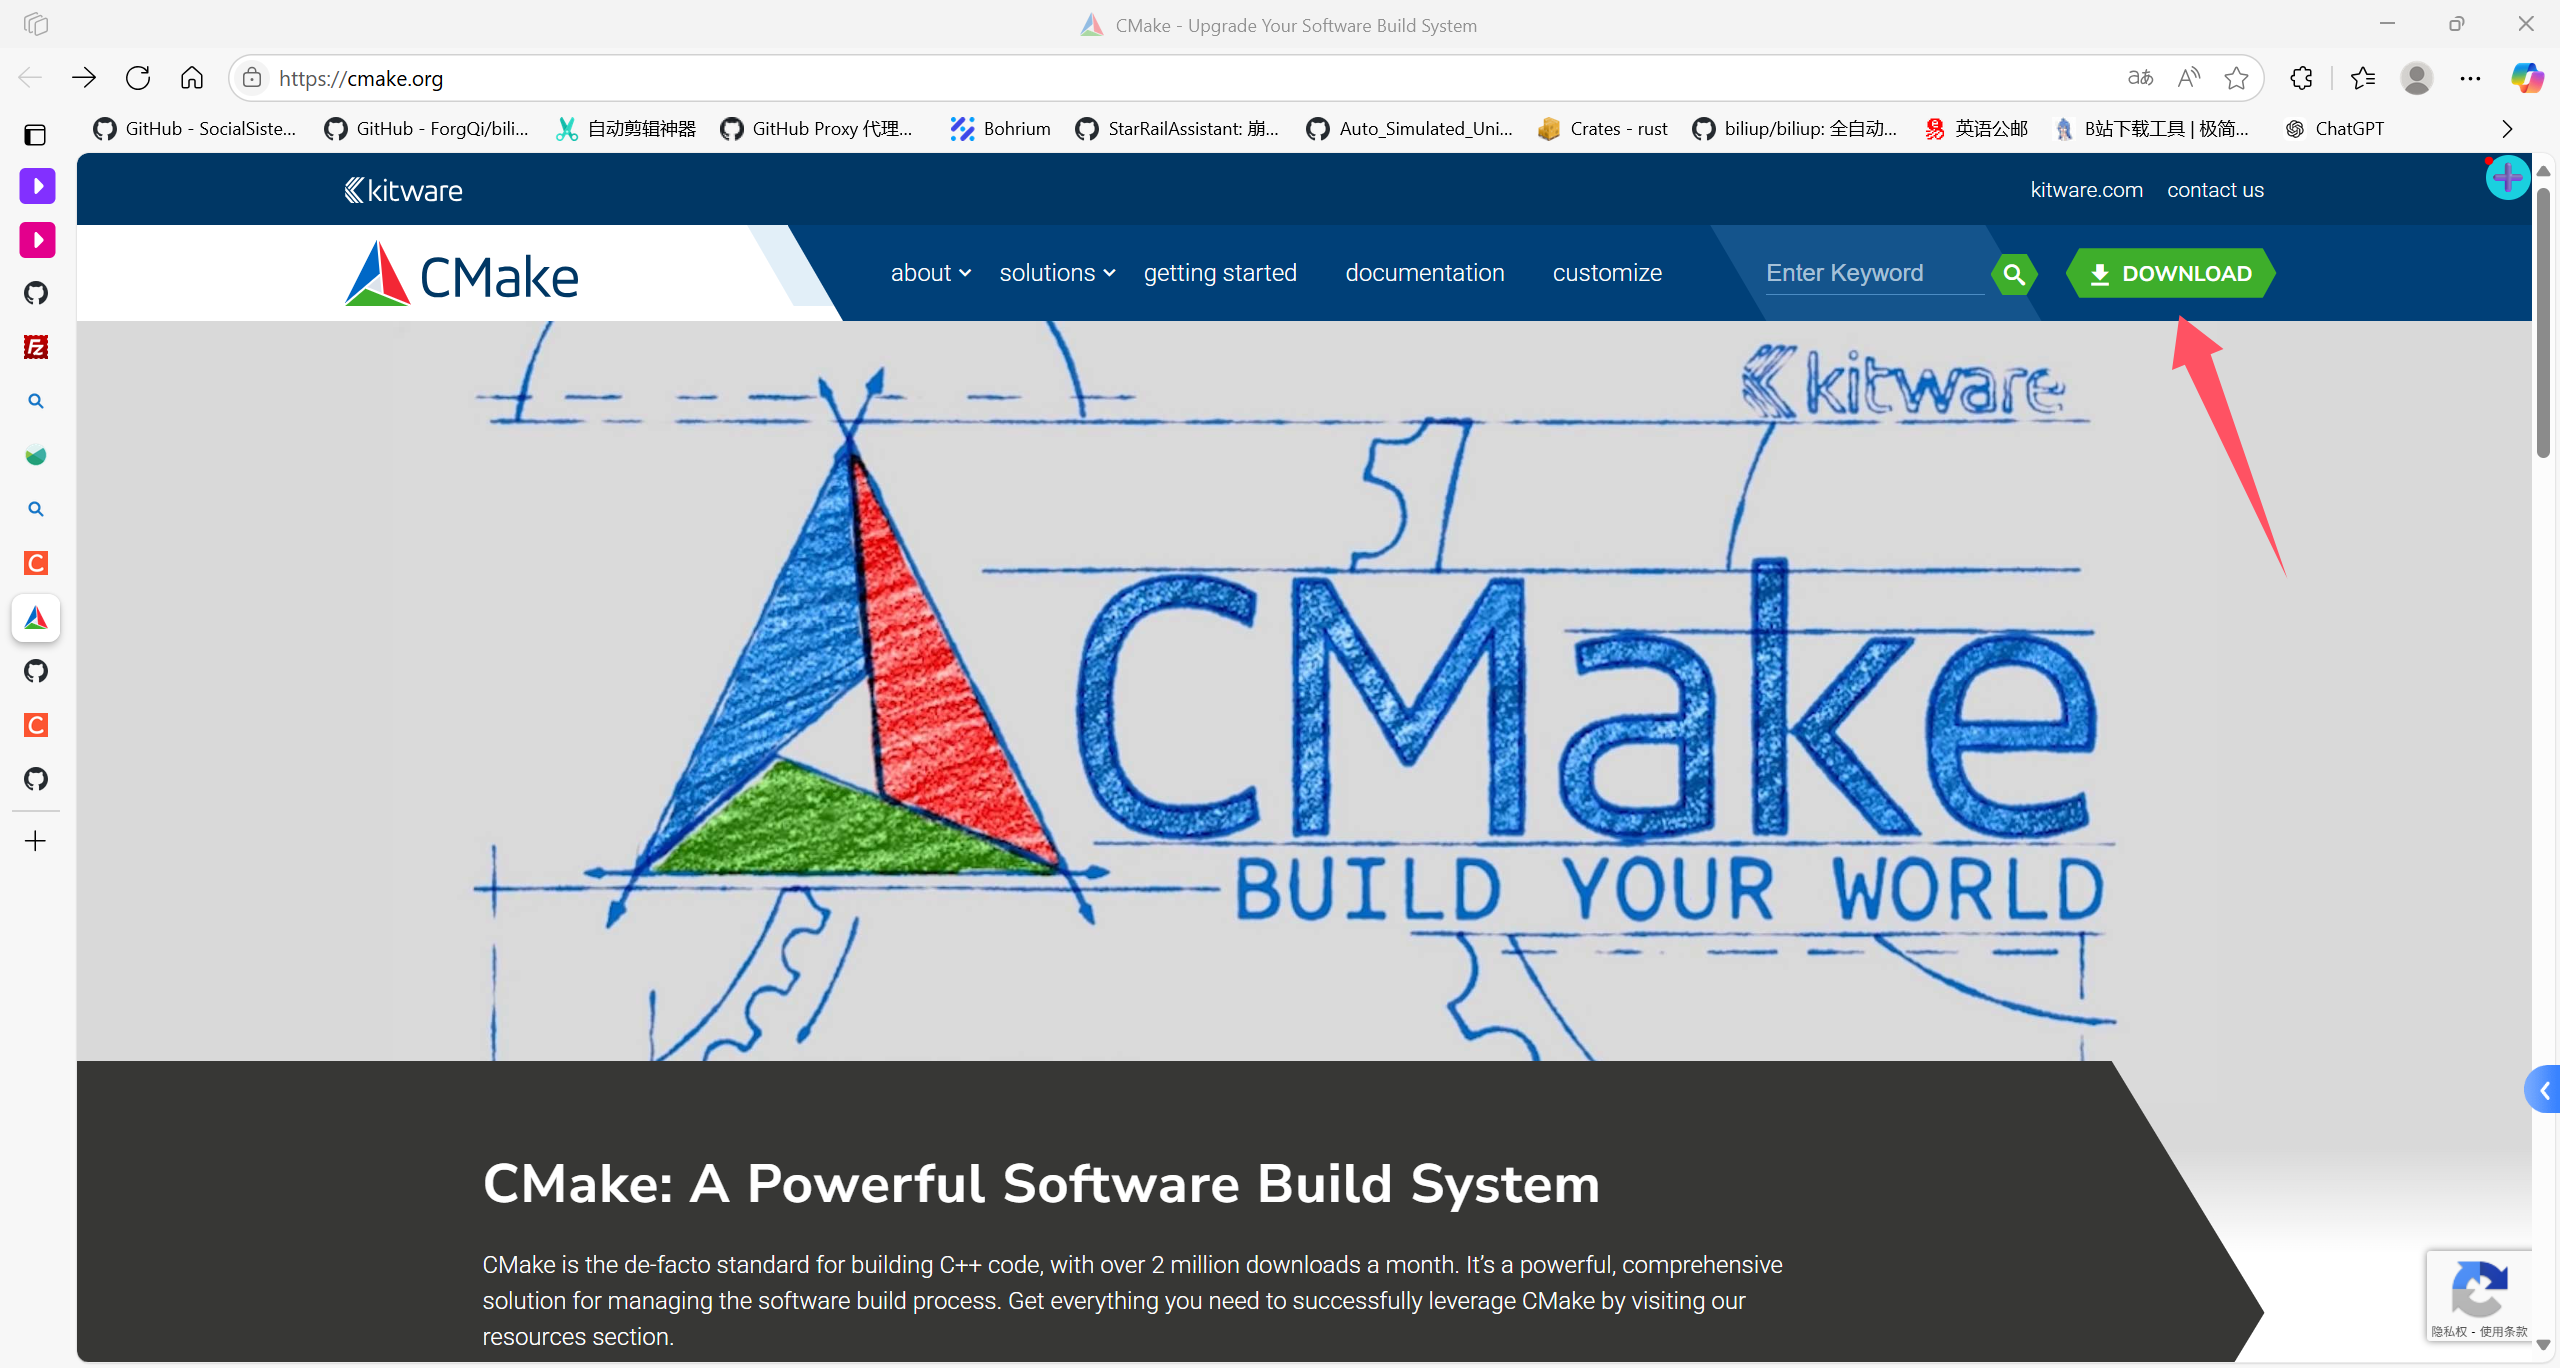 CMake - Upgrade Your Software Build System
https://cmake.org
GitHub - SocialSiste...
GitHub - ForgQi/bili...
自动剪辑神器
GitHub Proxy 代理...
Bohrium
StarRailAssistant: 崩...
Auto_Simulated_Uni...
Crates - rust
biliup/biliup: 全自动...
英语公邮
B站下载工具 | 极简...
ChatGPT
kitware
kitware.com
contact us
CMake
about
solutions
getting started
documentation
customize
Enter Keyword
DOWNLOAD
kitware
CMake
BUILD YOUR WORLD
CMake: A Powerful Software Build System
CMake is the de-facto standard for building C++ code, with over 2 million downloads a month. It's a powerful, comprehensive
solution for managing the software build process. Get everything you need to successfully leverage CMake by visiting our
resources section.
隐私权 - 使用条款